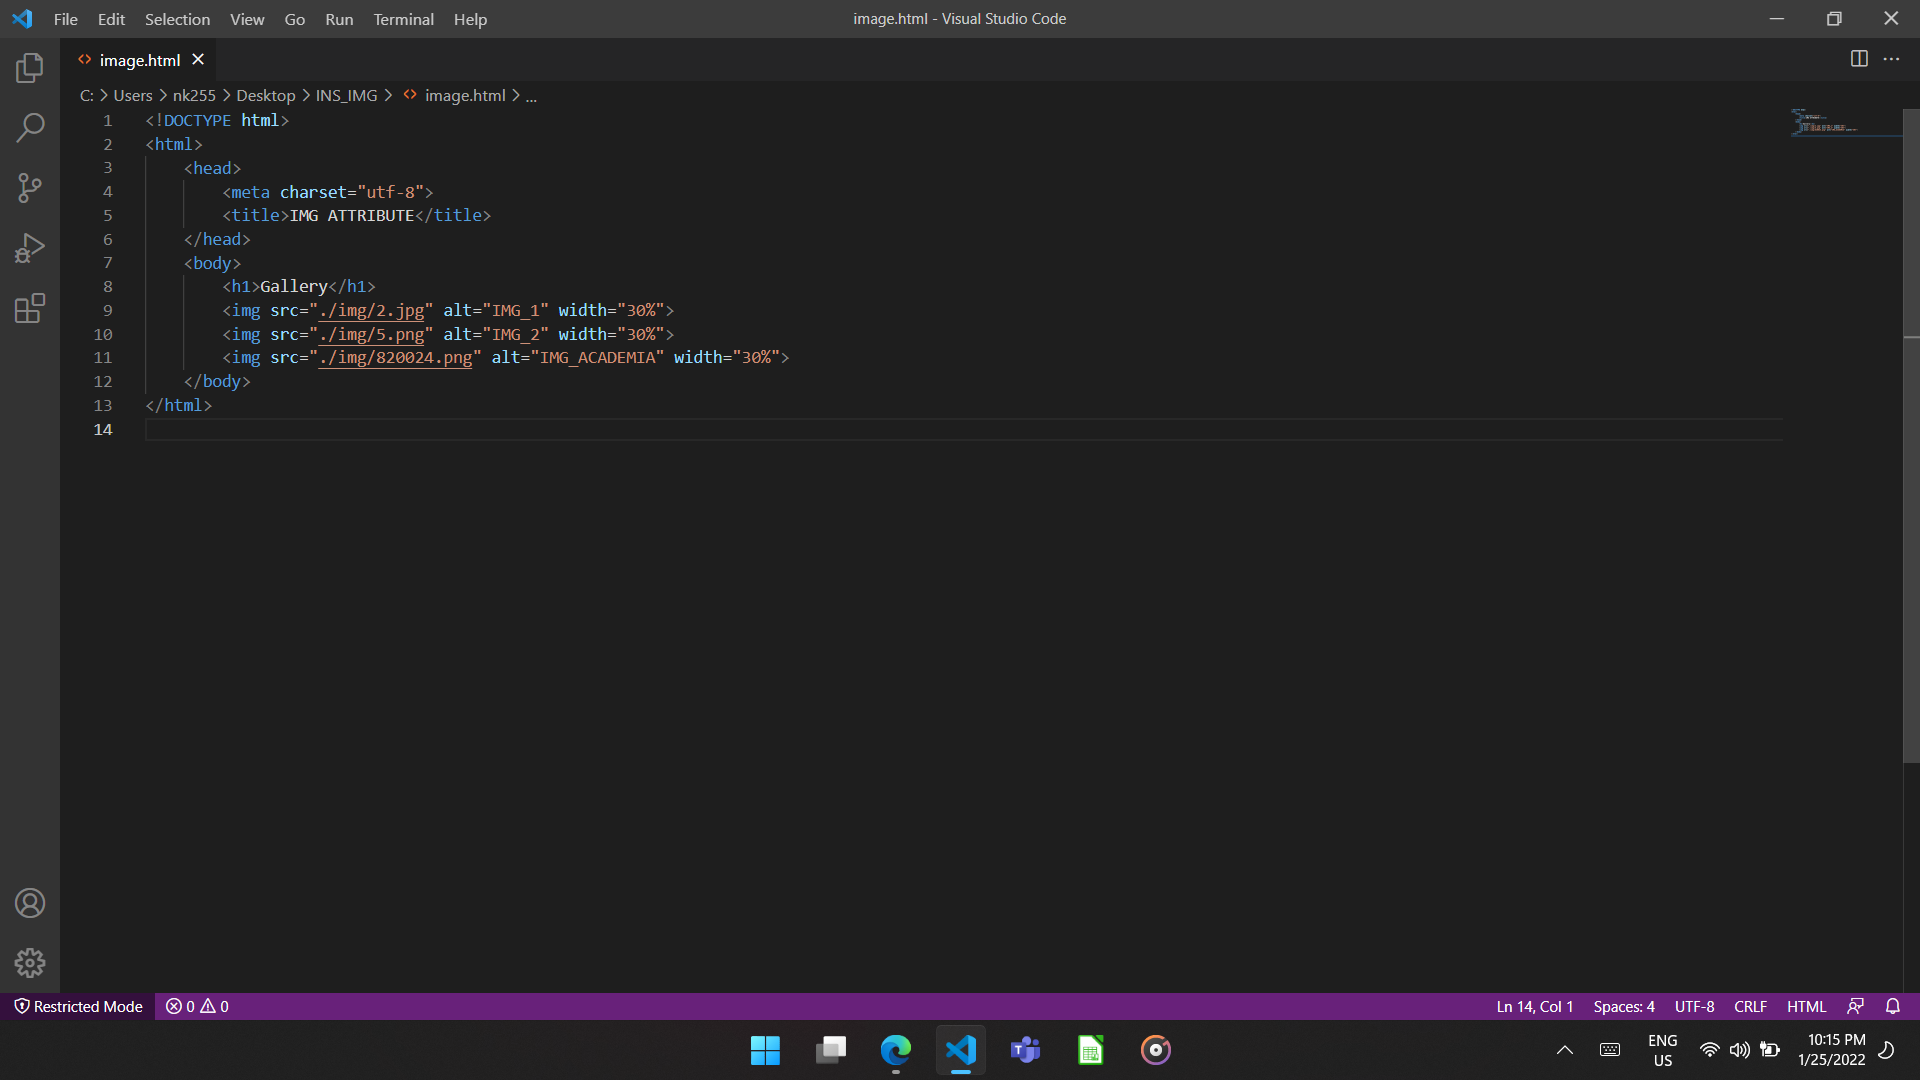 File Edit Selection View Go Run Terminal Help image.html - Visual Studio Code
image.html
C: > Users > nk255 > Desktop > INS_IMG > image.html > ...
1 <!DOCTYPE html>
2 <html>
3 <head>
4 <meta charset="utf-8">
5 <title>IMG ATTRIBUTE</title>
6 </head>
7 <body>
8 <h1>Gallery</h1>
9 <img src="./img/2.jpg" alt="IMG_1" width="30%">
10 <img src="./img/5.png" alt="IMG_2" width="30%">
11 <img src="./img/820024.png" alt="IMG_ACADEMIA" width="30%">
12 </body>
13 </html>
14
Restricted Mode 0 0 Ln 14, Col 1 Spaces: 4 UTF-8 CRLF HTML
ENG
US
10:15 PM
1/25/2022